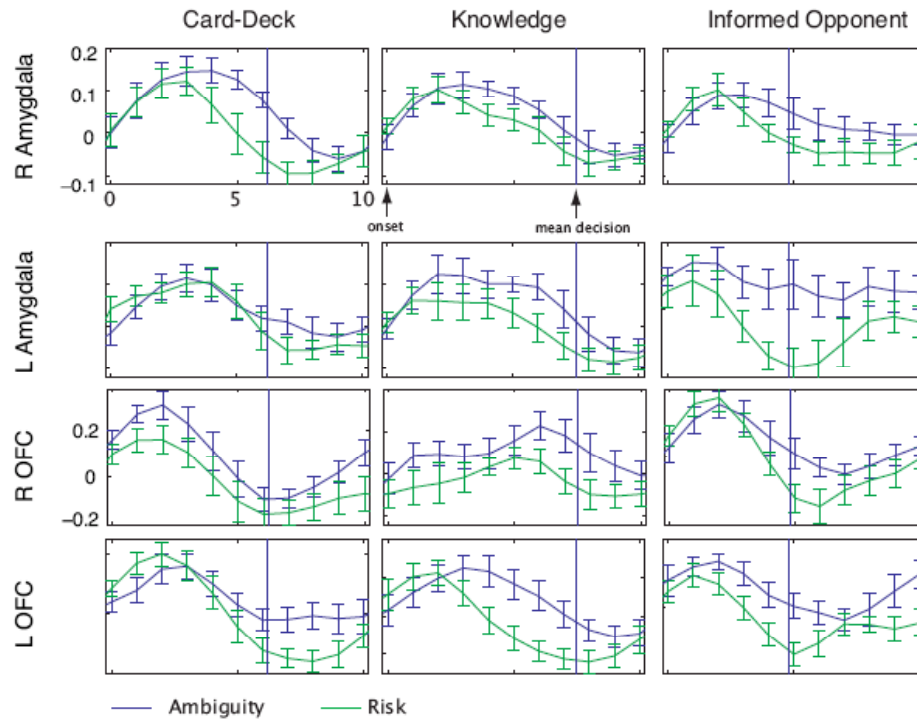 Card-Deck Knowledge Informed Opponent
R Amygdala
0.2
0.1
0
−0.1
0 5 10
onset mean decision
L Amygdala
R OFC
0.2
0
−0.2
L OFC
Ambiguity Risk